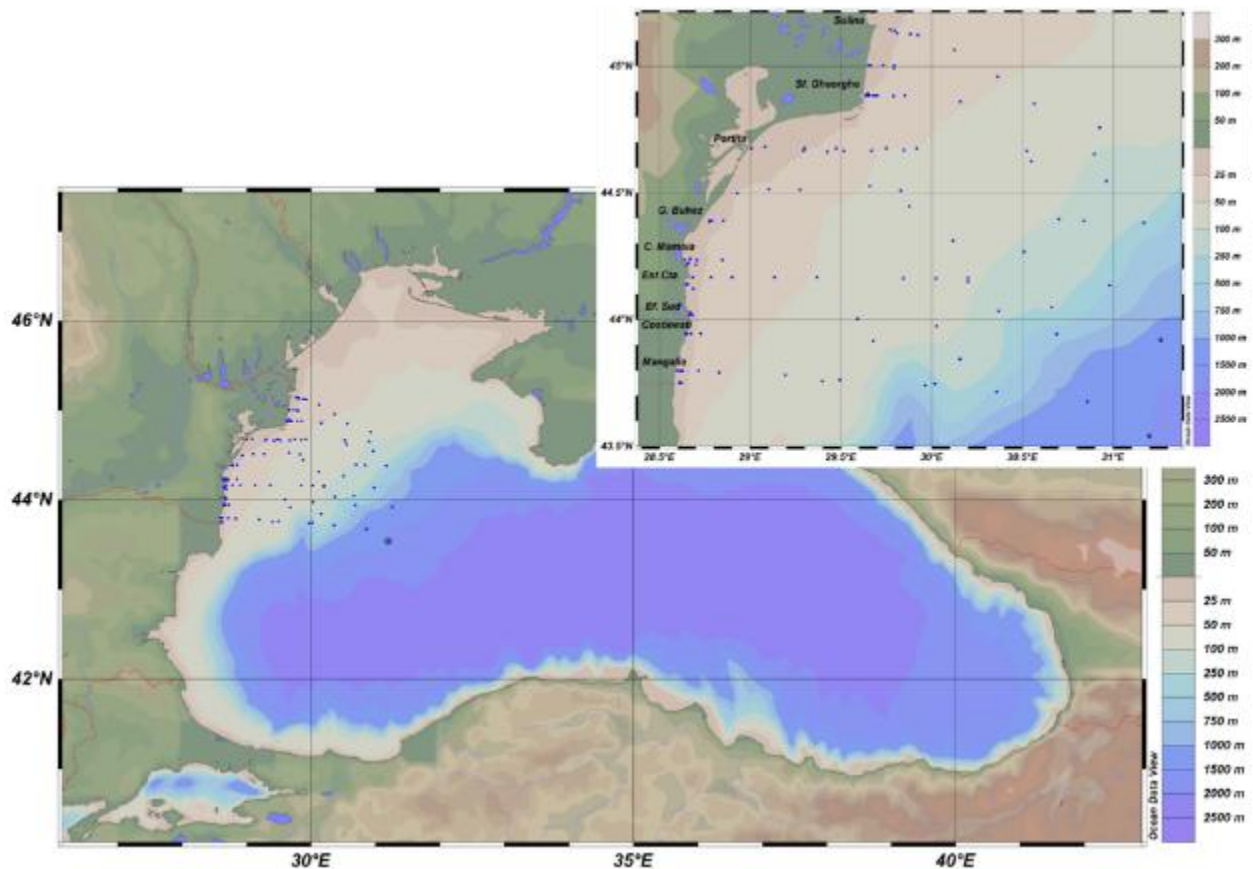 Sulina
45°N
Sf. Gheorghe
Portita
44.5°N
G. Buhaz
C. Mamaia
Est Cta
Ef. Sud
44°N
Costinesti
Mangalia
43.5°N
28.5°E
29°E
29.5°E
30°E
30.5°E
31°E
300 m
200 m
100 m
50 m
25 m
50 m
100 m
250 m
500 m
750 m
1000 m
1500 m
2000 m
2500 m
Ocean Data View
46°N
44°N
42°N
30°E
35°E
40°E
300 m
200 m
100 m
50 m
25 m
50 m
100 m
250 m
500 m
750 m
1000 m
1500 m
2000 m
2500 m
Ocean Data View